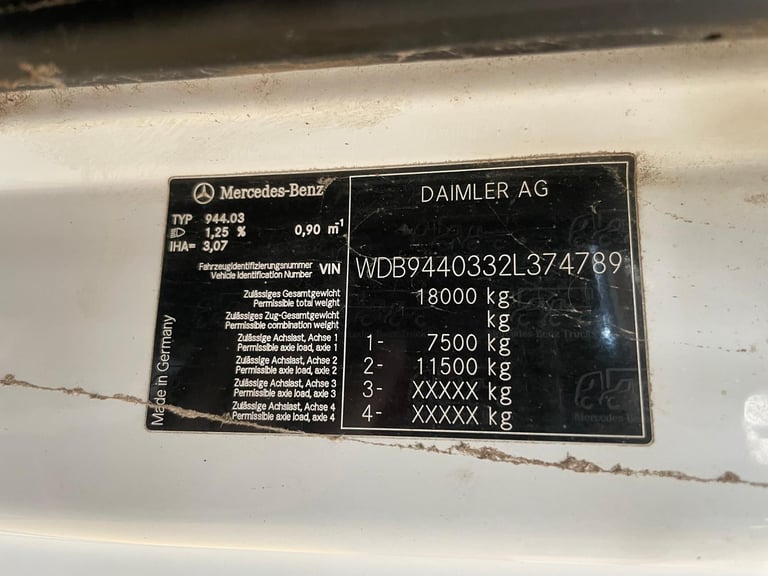 Mercedes-Benz
DAIMLER AG
TYP 944.03
1,25 % 0,90 m-1
IHA= 3,07
Fahrzeugidentifizierungsnummer
Vehicle Identification Number
VIN WDB9440332L374789
Zulässiges Gesamtgewicht
Permissible total weight
18000 kg
Zulässiges Zug-Gesamtgewicht
Permissible combination weight
kg
Zulässige Achslast, Achse 1
Permissible axle load, axle 1
1- 7500 kg
Zulässige Achslast, Achse 2
Permissible axle load, axle 2
2- 11500 kg
Zulässige Achslast, Achse 3
Permissible axle load, axle 3
3- XXXXX kg
Zulässige Achslast, Achse 4
Permissible axle load, axle 4
4- XXXXX kg
Made in Germany